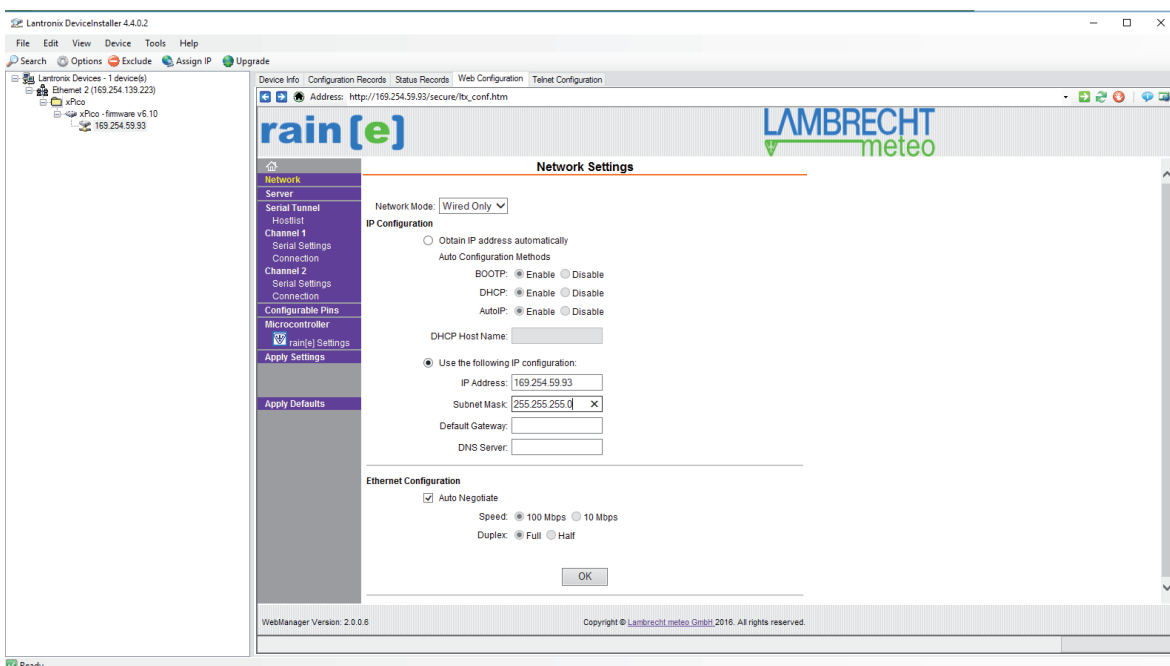 Lantronix DeviceInstaller 4.4.0.2
File Edit View Device Tools Help
Search Options Exclude Assign IP Upgrade
Lantronix Devices - 1 device(s)
Ethernet 2 (169.254.139.223)
xPico
xPico - firmware v6.10
169.254.59.93
Device Info Configuration Records Status Records Web Configuration Telnet Configuration
Address: http://169.254.59.93/secure/ltx_conf.htm
rain[e]
LAMBRECHT
meteo
Network
Server
Serial Tunnel
Hostlist
Channel 1
Serial Settings
Connection
Channel 2
Serial Settings
Connection
Configurable Pins
Microcontroller
rain[e] Settings
Apply Settings
Apply Defaults
Network Settings
Network Mode: Wired Only
IP Configuration
Obtain IP address automatically
Auto Configuration Methods
BOOTP: Enable Disable
DHCP: Enable Disable
AutoIP: Enable Disable
DHCP Host Name:
Use the following IP configuration:
IP Address: 169.254.59.93
Subnet Mask: 255.255.255.0
Default Gateway:
DNS Server:
Ethernet Configuration
Auto Negotiate
Speed: 100 Mbps 10 Mbps
Duplex: Full Half
OK
WebManager Version: 2.0.0.6
Copyright © Lambrecht meteo GmbH 2016. All rights reserved.
Ready